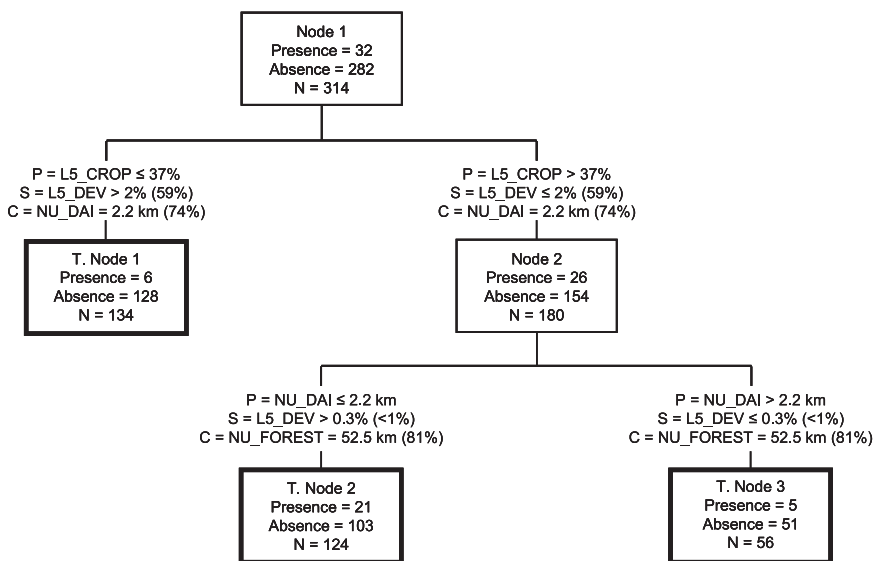 Node 1
Presence = 32
Absence = 282
N = 314
P = L5_CROP ≤ 37%
S = L5_DEV > 2% (59%)
C = NU_DAI = 2.2 km (74%)
P = L5_CROP > 37%
S = L5_DEV ≤ 2% (59%)
C = NU_DAI = 2.2 km (74%)
T. Node 1
Presence = 6
Absence = 128
N = 134
Node 2
Presence = 26
Absence = 154
N = 180
P = NU_DAI ≤ 2.2 km
S = L5_DEV > 0.3% (<1%)
C = NU_FOREST = 52.5 km (81%)
P = NU_DAI > 2.2 km
S = L5_DEV ≤ 0.3% (<1%)
C = NU_FOREST = 52.5 km (81%)
T. Node 2
Presence = 21
Absence = 103
N = 124
T. Node 3
Presence = 5
Absence = 51
N = 56